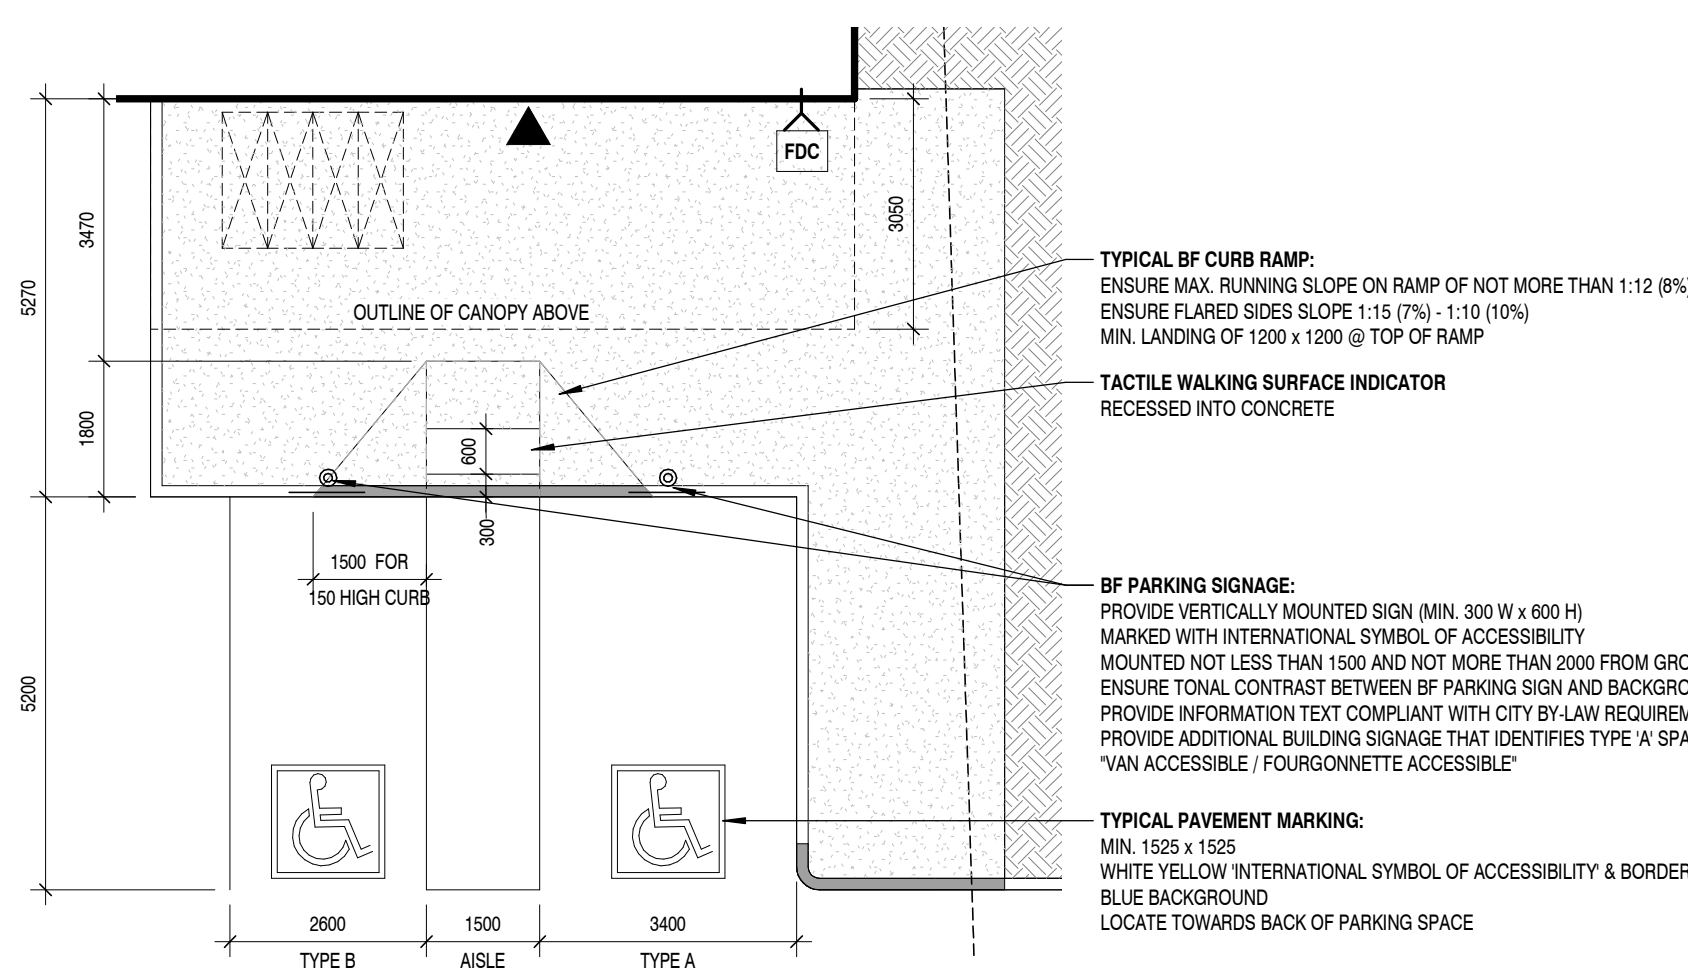 FDC
3470
5270
3050
OUTLINE OF CANOPY ABOVE
1800
600
300
1500 FOR
150 HIGH CURB
5200
2600
1500
3400
TYPE B
AISLE
TYPE A
TYPICAL BF CURB RAMP:
ENSURE MAX. RUNNING SLOPE ON RAMP OF NOT MORE THAN 1:12 (8%)
ENSURE FLARED SIDES SLOPE 1:15 (7%) - 1:10 (10%)
MIN. LANDING OF 1200 x 1200 @ TOP OF RAMP
TACTILE WALKING SURFACE INDICATOR
RECESSED INTO CONCRETE
BF PARKING SIGNAGE:
PROVIDE VERTICALLY MOUNTED SIGN (MIN. 300 W x 600 H)
MARKED WITH INTERNATIONAL SYMBOL OF ACCESSIBILITY
MOUNTED NOT LESS THAN 1500 AND NOT MORE THAN 2000 FROM
ENSURE TONAL CONTRAST BETWEEN BF PARKING SIGN AND
PROVIDE INFORMATION TEXT COMPLIANT WITH CITY BY-LAW
PROVIDE ADDITIONAL BUILDING SIGNAGE THAT IDENTIFIES TYPE 'A'
"VAN ACCESSIBLE / FOURGONNETTE ACCESSIBLE"
TYPICAL PAVEMENT MARKING:
MIN. 1525 x 1525
WHITE YELLOW 'INTERNATIONAL SYMBOL OF ACCESSIBILITY' & BORDER
BLUE BACKGROUND
LOCATE TOWARDS BACK OF PARKING SPACE